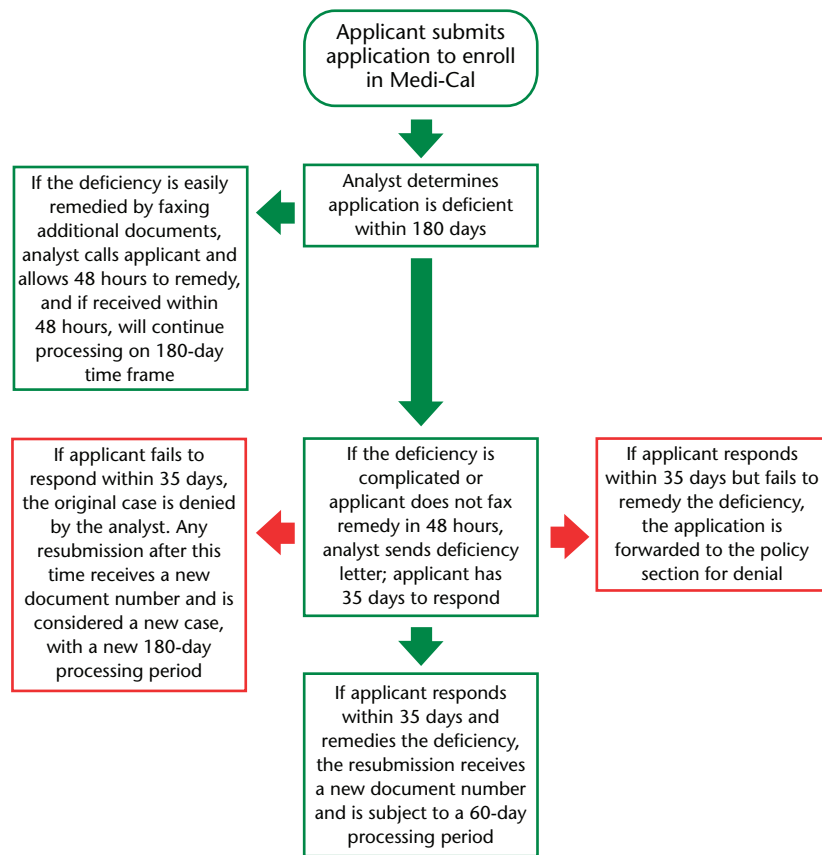 Applicant submits
application to enroll
in Medi-Cal
If the deficiency is easily
remedied by faxing
additional documents,
analyst calls applicant and
allows 48 hours to remedy,
and if received within
48 hours, will continue
processing on 180-day
time frame
Analyst determines
application is deficient
within 180 days
If applicant fails to
respond within 35 days,
the original case is denied
by the analyst. Any
resubmission after this
time receives a new
document number and is
considered a new case,
with a new 180-day
processing period
If the deficiency is
complicated or
applicant does not fax
remedy in 48 hours,
analyst sends deficiency
letter; applicant has
35 days to respond
If applicant responds
within 35 days but fails to
remedy the deficiency,
the application is
forwarded to the policy
section for denial
If applicant responds
within 35 days and
remedies the deficiency,
the resubmission receives
a new document number
and is subject to a 60-day
processing period